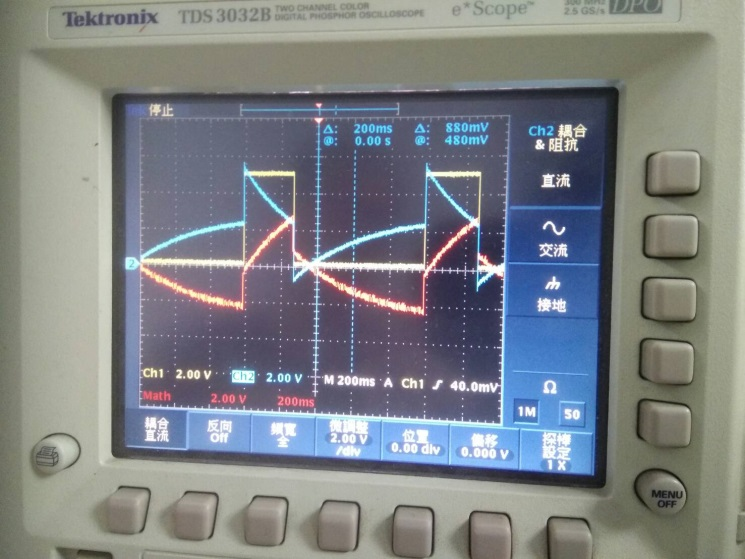 Tektronix TDS 3032B TWO CHANNEL COLOR DIGITAL PHOSPHOR OSCILLOSCOPE e*Scope™ 300 MHz 2.5 GS/s DPO
停止
Δ: 200ms Δ: 880mV
@: 0.00 s @: 480mV
Ch2 耦合
& 阻抗
直流
交流
接地
2
Ch1 2.00 V Ch2 2.00 V M 200ms A Ch1 40.0mV
Math 2.00 V 200ms
Ω
1M 50
耦合
直流
反向
Off
頻寬
全
微調整
2.00 V
/div
位置
0.00 div
偏移
0.000 V
探棒
設定
1 X
MENU
OFF